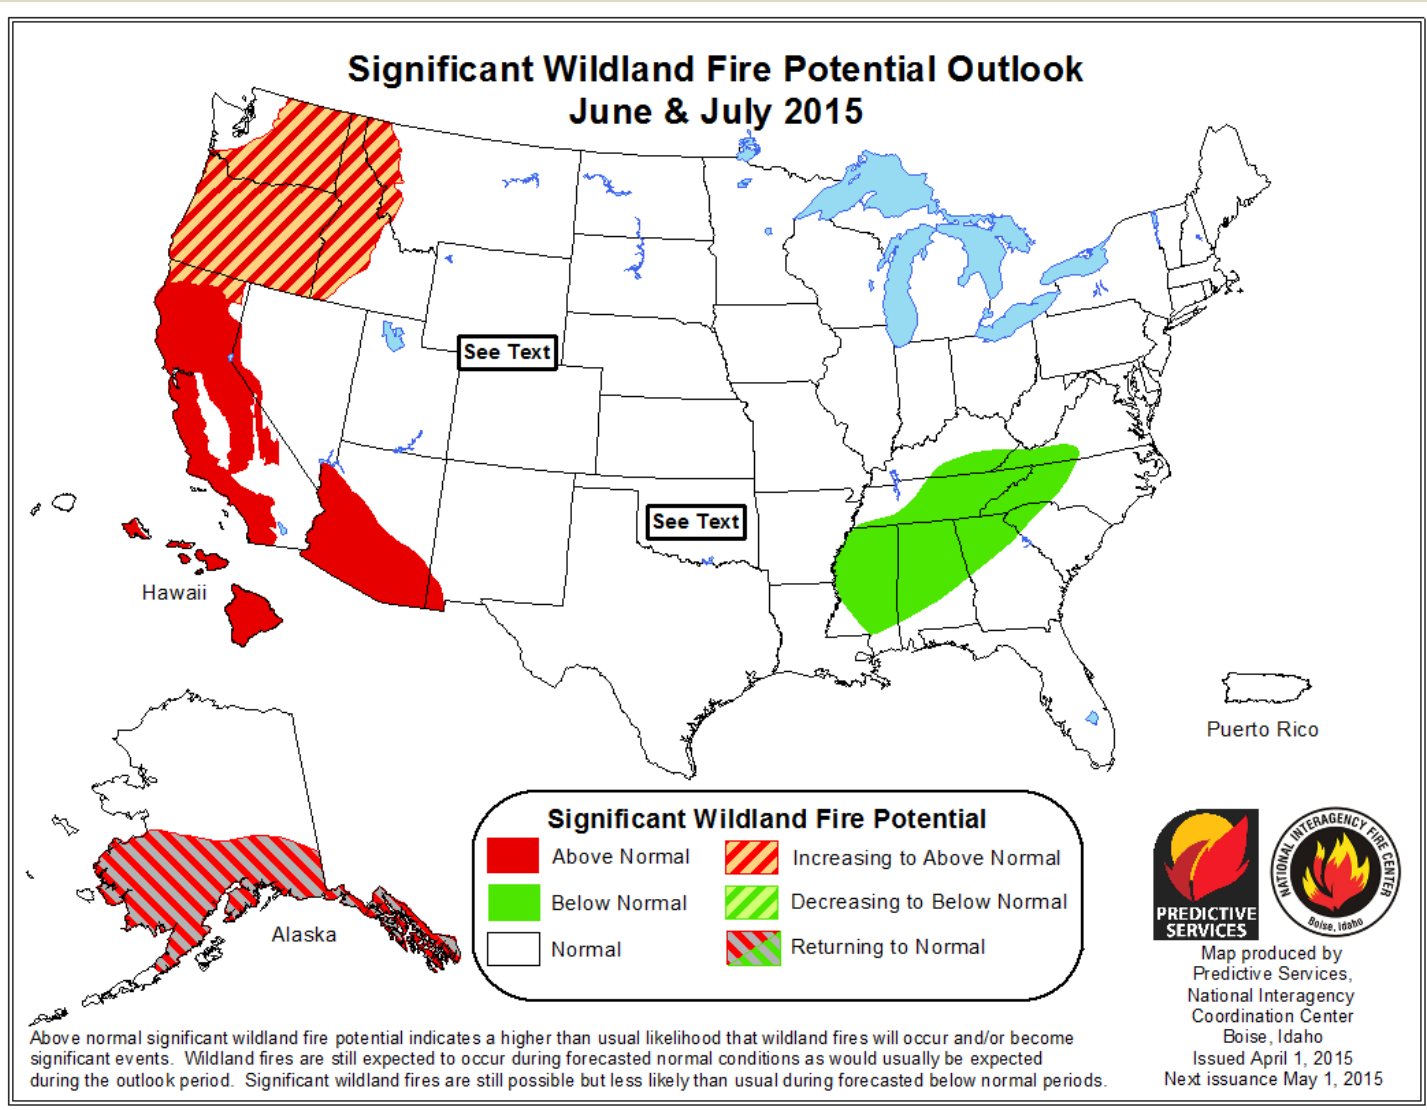 Significant Wildland Fire Potential Outlook
June & July 2015
See Text
See Text
Hawaii
Alaska
Puerto Rico
Significant Wildland Fire Potential
Above Normal
Increasing to Above Normal
Below Normal
Decreasing to Below Normal
Normal
Returning to Normal
PREDICTIVE
SERVICES
NATIONAL INTERAGENCY FIRE CENTER
Boise, Idaho
Map produced by
Predictive Services,
National Interagency
Coordination Center
Boise, Idaho
Issued April 1, 2015
Next issuance May 1, 2015
Above normal significant wildland fire potential indicates a higher than usual likelihood that wildland fires will occur and/or become
significant events.  Wildland fires are still expected to occur during forecasted normal conditions as would usually be expected
during the outlook period.  Significant wildland fires are still possible but less likely than usual during forecasted below normal periods.